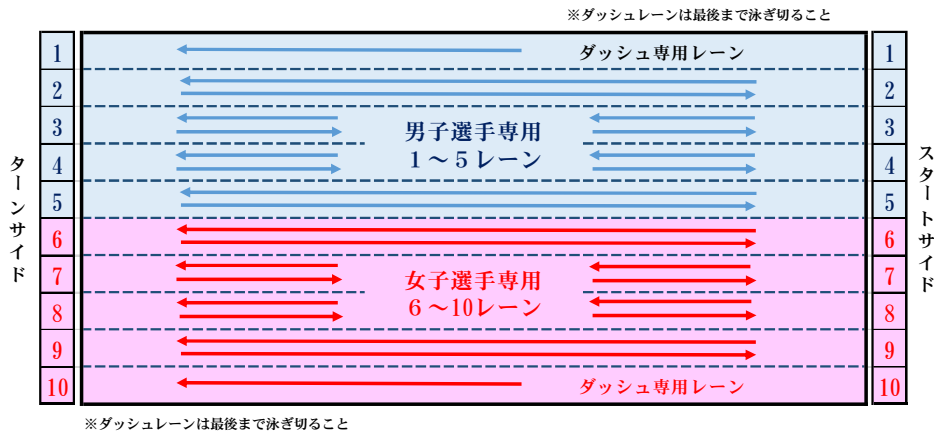 ※ダッシュレーンは最後まで泳ぎ切ること
1 ダッシュ専用レーン 1
2 2
3 男子選手専用 3
4 1～5レーン 4
5 5
ターンサイド
スタートサイド
6 6
7 女子選手専用 7
8 6～10レーン 8
9 9
10 ダッシュ専用レーン 10
※ダッシュレーンは最後まで泳ぎ切ること